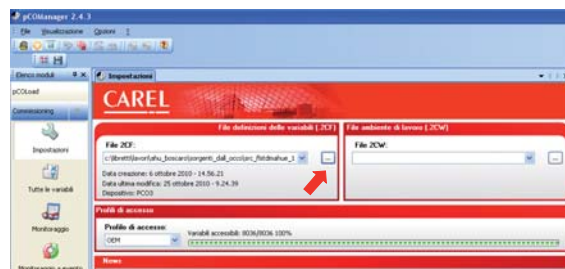 pCOManager 2.4.3
File Visualizzazione Opzioni ?
Elenco moduli
Impostazioni
pCOLoad
Commissioning
CAREL
File definizioni delle variabili (.2CF)
File ambiente di lavoro (.2CW)
File 2CF:
File 2CW:
Impostazioni
Data creazione: 6 ottobre 2010 - 14.56.21
Data ultima modifica: 25 ottobre 2010 - 9.24.39
Dispositivo: PCO3
Tutte le variabili
Profili di accesso
Monitoraggio
Profilo di accesso:
Variabili accessibili: 8036/8036 100%
OEM
News
Monitoraggio a evento